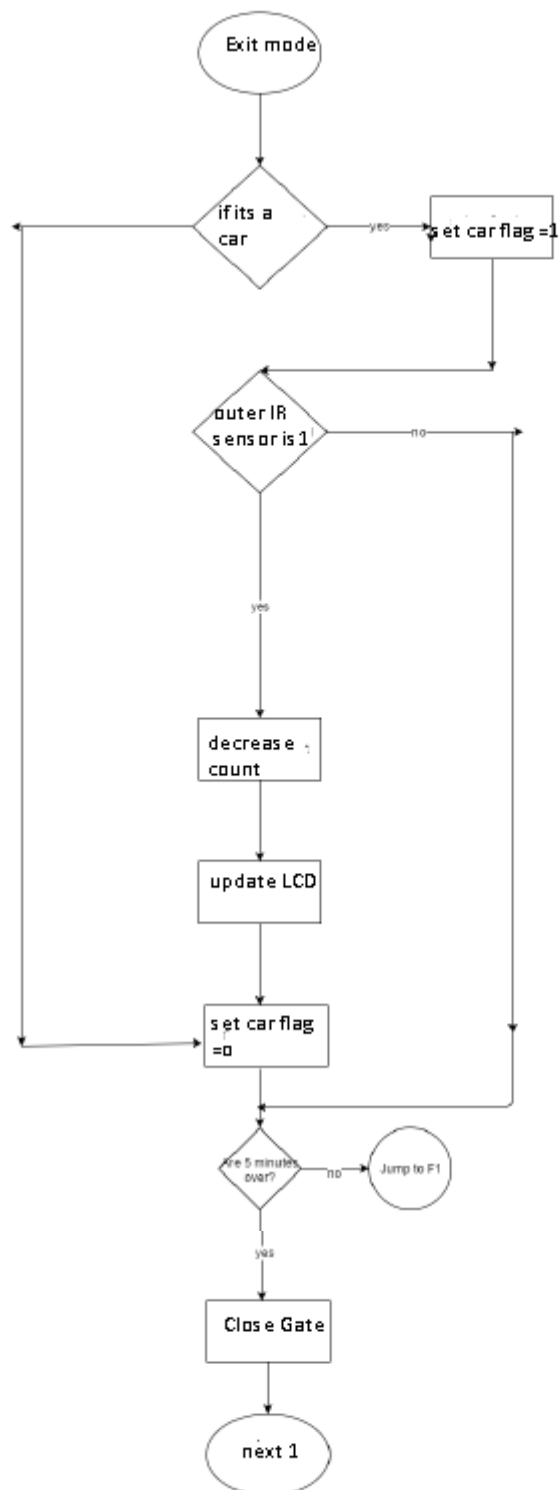 Exit mode
if its a
car
yes
set car flag =1
outer IR
sensor is 1
no
yes
decrease
count
update LCD
set car flag
=0
Are 5 minutes
over?
no
Jump to F1
yes
Close Gate
next 1